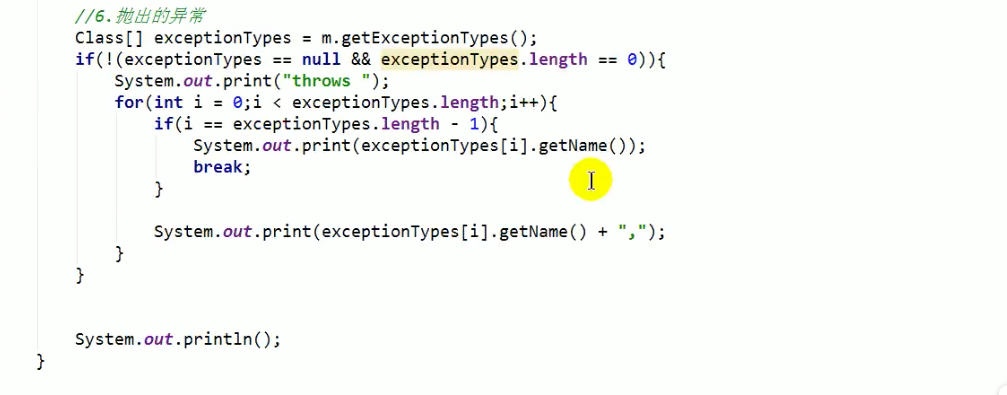 //6.抛出的异常
Class[] exceptionTypes = m.getExceptionTypes();
if(!(exceptionTypes == null && exceptionTypes.length == 0)){
System.out.print("throws ");
for(int i = 0;i < exceptionTypes.length;i++){
if(i == exceptionTypes.length - 1){
System.out.print(exceptionTypes[i].getName());
break;
}
System.out.print(exceptionTypes[i].getName() + ",");
}
}
System.out.println();
}